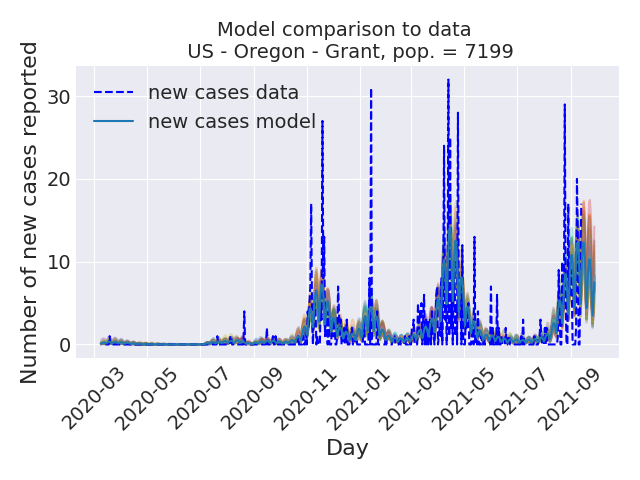 Model comparison to data
US - Oregon - Grant, pop. = 7199
Number of new cases reported
30
20
10
0
new cases data
new cases model
2020-03
2020-05
2020-07
2020-09
2020-11
2021-01
2021-03
2021-05
2021-07
2021-09
Day